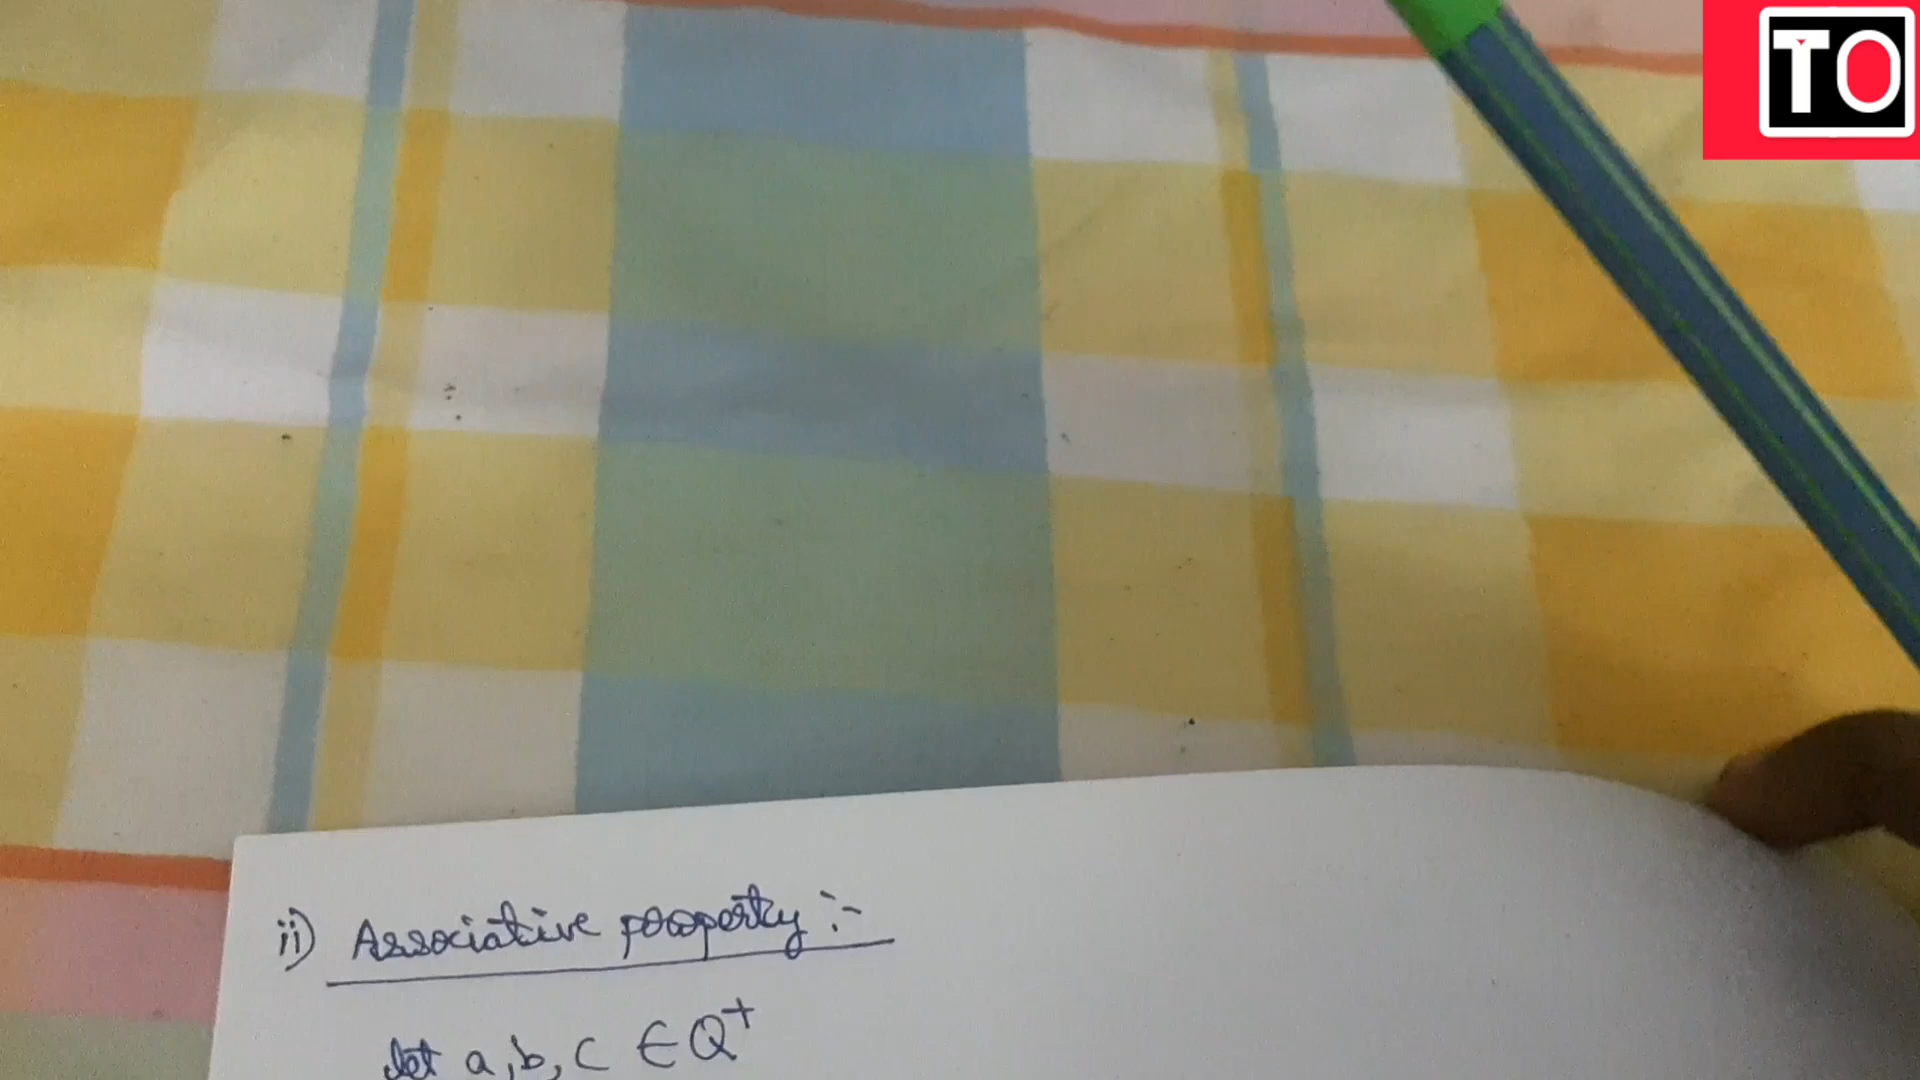 TO
ii) Associative property :-
let a, b, c ∈ Q⁺